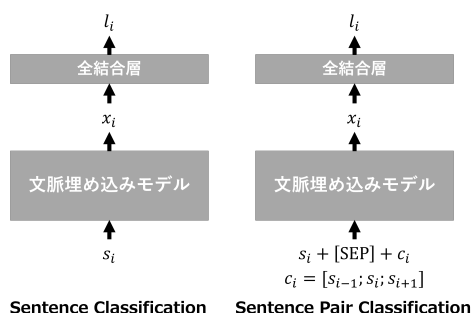 l_i
全結合層
x_i
文脈埋め込みモデル
s_i
Sentence Classification
l_i
全結合層
x_i
文脈埋め込みモデル
s_i + [SEP] + c_i
c_i = [s_{i−1}; s_i; s_{i+1}]
Sentence Pair Classification